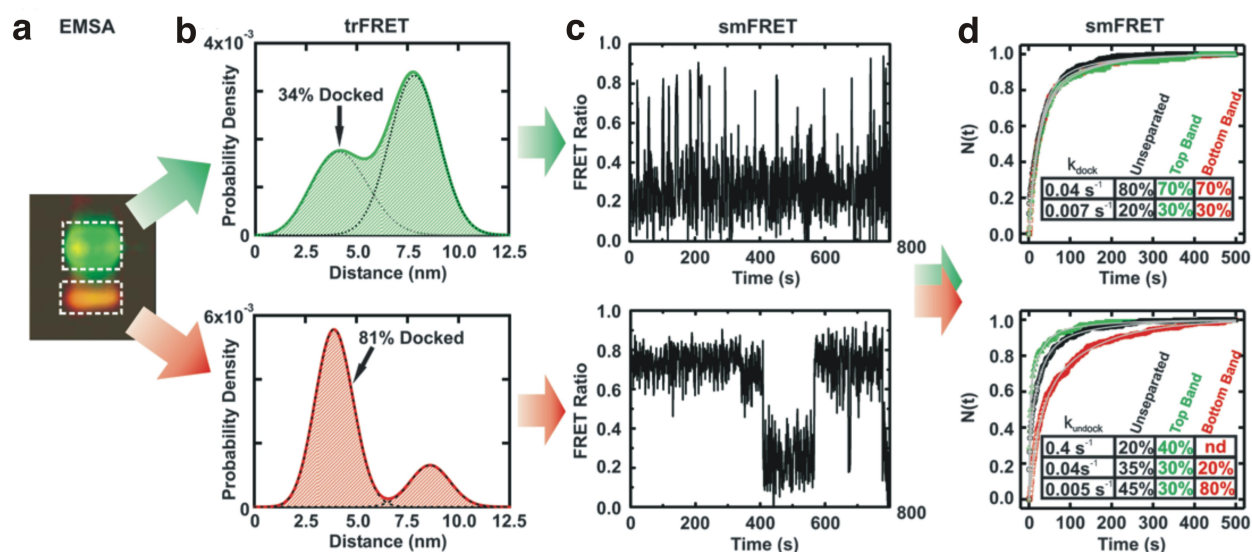 a
EMSA
b
trFRET
4x10⁻³
0
Probability Density
34% Docked
0 2.5 5.0 7.5 10.0 12.5
Distance (nm)
6x10⁻³
0
Probability Density
81% Docked
0 2.5 5.0 7.5 10.0 12.5
Distance (nm)
c
smFRET
1.0
0.8
0.6
0.4
0.2
0.0
FRET Ratio
0 200 400 600 800
Time (s)
1.0
0.8
0.6
0.4
0.2
0
FRET Ratio
0 200 400 600 800
Time (s)
d
smFRET
1.0
0.8
0.6
0.4
0.2
0.0
N(t)
k dock Unseparated Top Band Bottom Band
0.04 s⁻¹ 80% 70% 70%
0.007 s⁻¹ 20% 30% 30%
0 100 200 300 400 500
Time (s)
1.0
0.8
0.6
0.4
0.2
0.0
N(t)
k undock Unseparated Top Band Bottom Band
0.4 s⁻¹ 20% 40% nd
0.04s⁻¹ 35% 30% 20%
0.005 s⁻¹ 45% 30% 80%
0 100 200 300 400 500
Time (s)